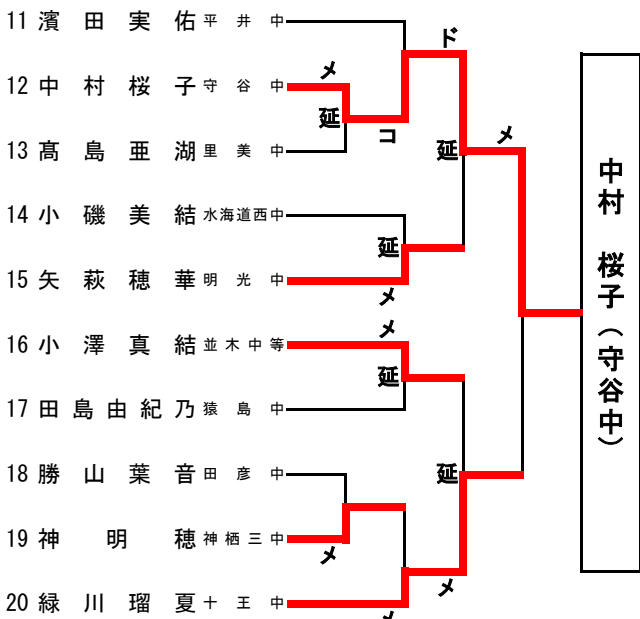 11 濱田実佑 平井中
12 中村桜子 守谷中
13 髙島亜湖 里美中
14 小磯美結 水海道西中
15 矢萩穂華 明光中
16 小澤真結 並木中等
17 田島由紀乃 猿島中
18 勝山葉音 田彦中
19 神明穂 神栖三中
20 緑川瑠夏 十王中
ド
メ
延
コ
延
メ
延
メ
メ
延
延
メ
メ
メ
中村 桜子(守谷中)